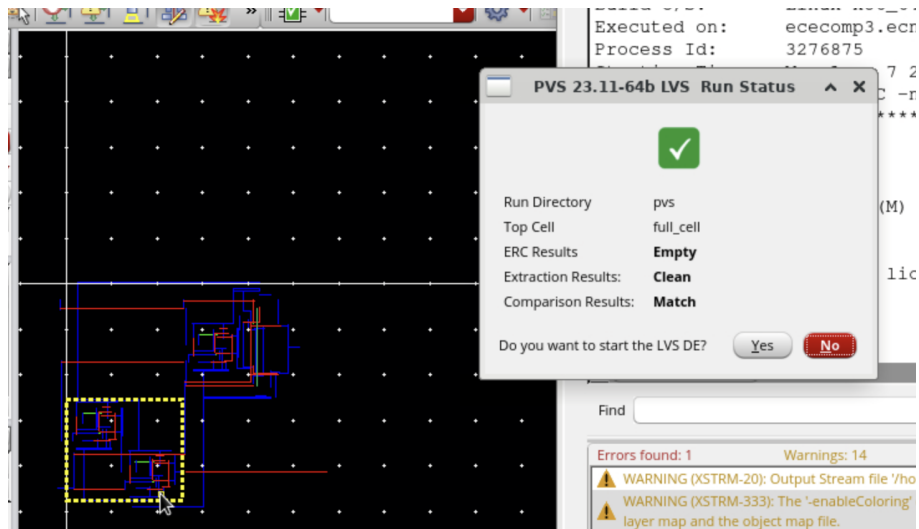 »
Executed on: ececomp3.ecn
Process Id: 3276875
7 2
PVS 23.11-64b LVS Run Status
C -n
****
Run Directory pvs
Top Cell full_cell
(M)
ERC Results Empty
Extraction Results: Clean
lic
Comparison Results: Match
Do you want to start the LVS DE? Yes No
Find
Errors found: 1 Warnings: 14
WARNING (XSTRM-20): Output Stream file '/ho
WARNING (XSTRM-333): The '-enableColoring'
layer map and the object map file.